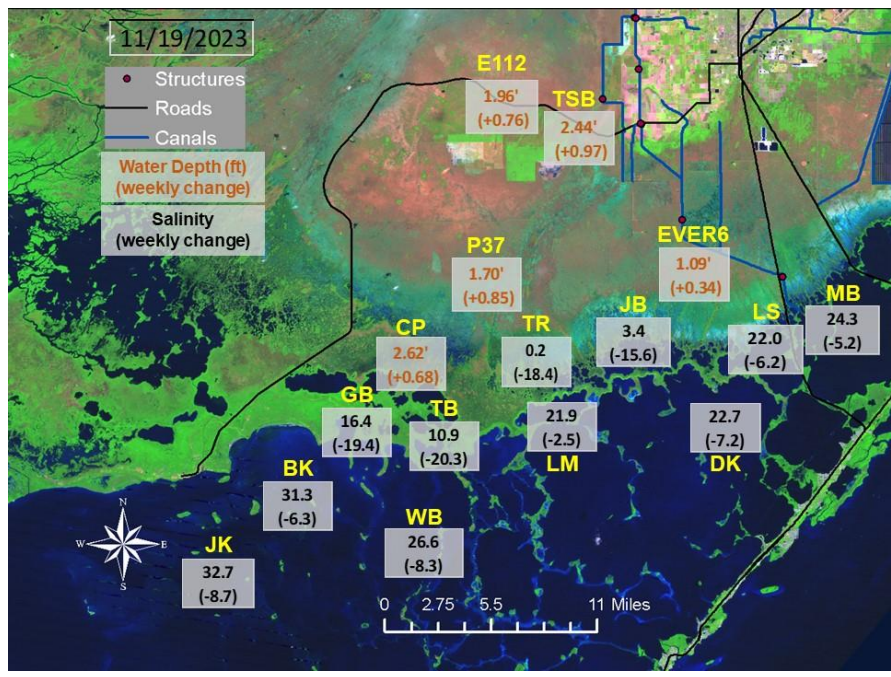 11/19/2023
Structures
Roads
Canals
Water Depth (ft)
(weekly change)
Salinity
(weekly change)
E112
1.96'
(+0.76)
TSB
2.44'
(+0.97)
P37
1.70'
(+0.85)
EVER6
1.09'
(+0.34)
CP
2.62'
(+0.68)
TR
0.2
(-18.4)
JB
3.4
(-15.6)
LS
22.0
(-6.2)
MB
24.3
(-5.2)
GB
16.4
(-19.4)
TB
10.9
(-20.3)
21.9
(-2.5)
LM
22.7
(-7.2)
DK
BK
31.3
(-6.3)
WB
26.6
(-8.3)
JK
32.7
(-8.7)
N
W E
S
0 2.75 5.5 11 Miles